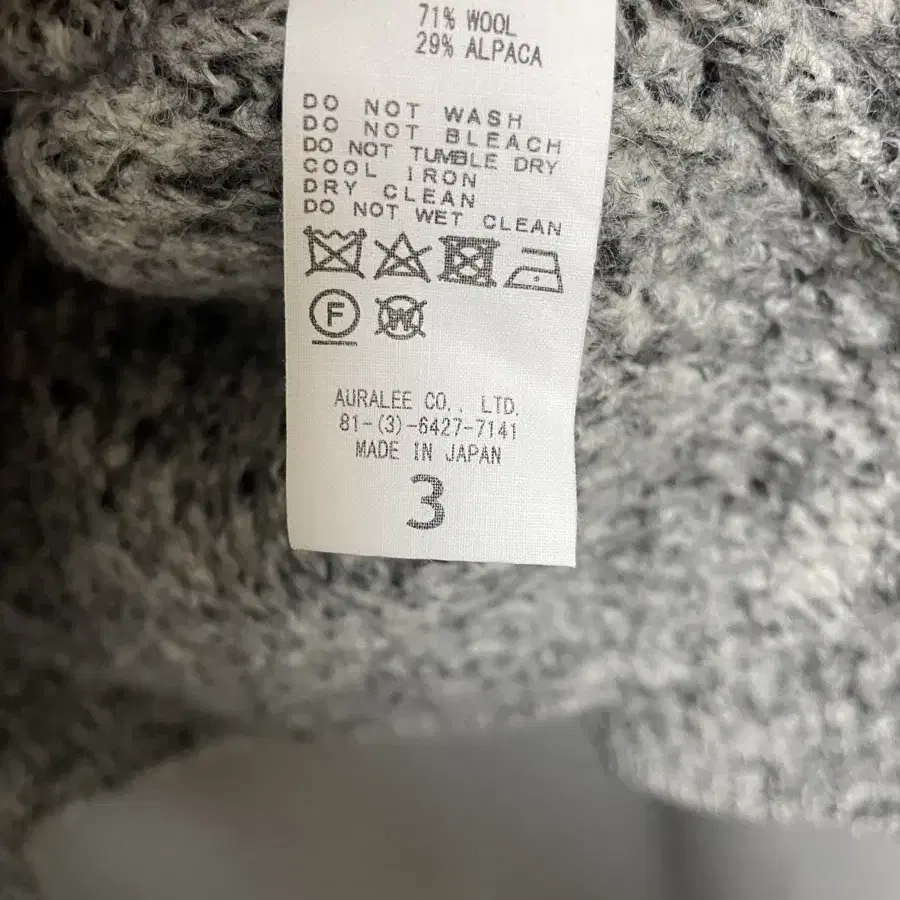 71% WOOL
29% ALPACA
DO NOT WASH
DO NOT BLEACH
DO NOT TUMBLE DRY
COOL IRON
DRY CLEAN
DO NOT WET CLEAN
F W
AURALEE CO., LTD.
81-(3)-6427-7141
MADE IN JAPAN
3